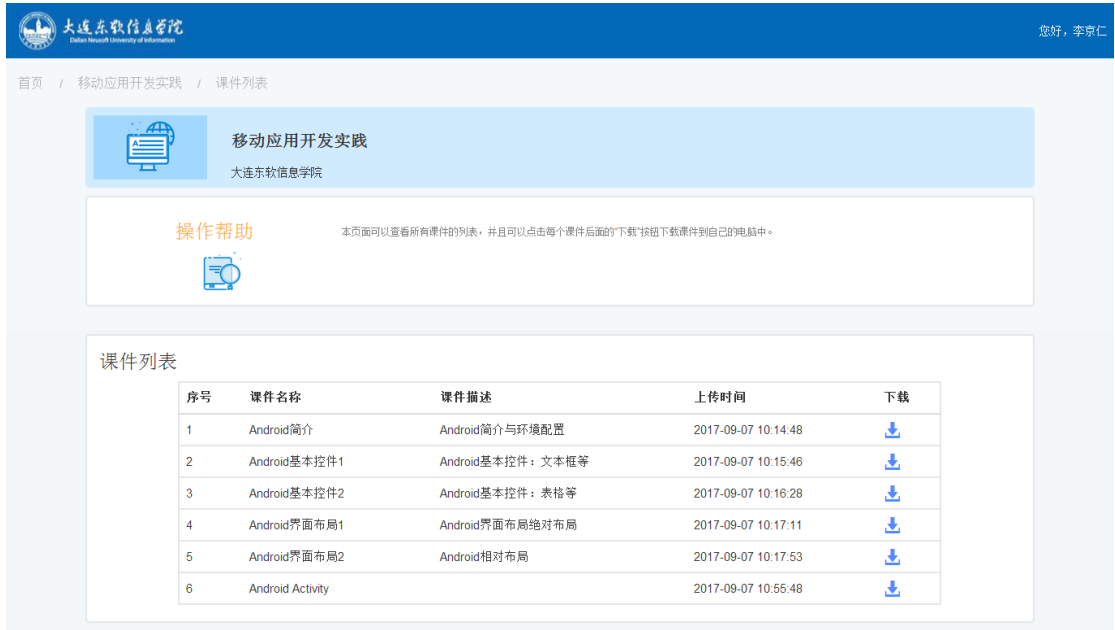 大连东软信息学院
Dalian Neusoft University of Information
您好，李京仁
首页 / 移动应用开发实践 / 课件列表
移动应用开发实践
大连东软信息学院
操作帮助
本页面可以查看所有课件的列表，并且可以点击每个课件后面的“下载”按钮下载课件到自己的电脑中。
课件列表
序号 课件名称 课件描述 上传时间 下载
1 Android简介 Android简介与环境配置 2017-09-07 10:14:48
2 Android基本控件1 Android基本控件：文本框等 2017-09-07 10:15:46
3 Android基本控件2 Android基本控件：表格等 2017-09-07 10:16:28
4 Android界面布局1 Android界面布局绝对布局 2017-09-07 10:17:11
5 Android界面布局2 Android相对布局 2017-09-07 10:17:53
6 Android Activity 2017-09-07 10:55:48